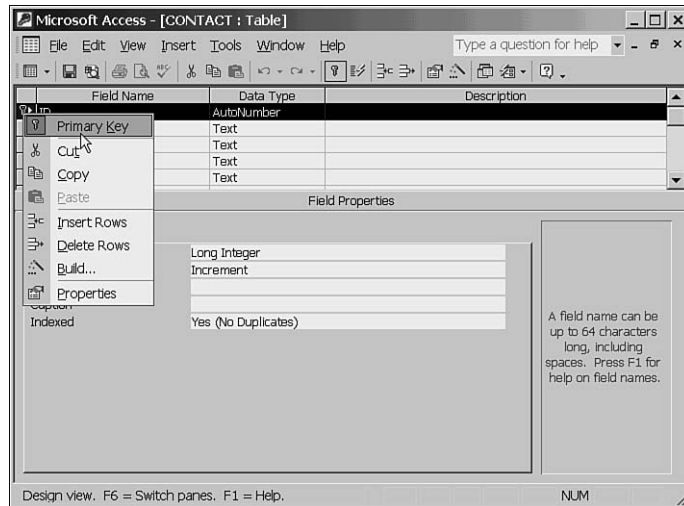 Microsoft Access - [CONTACT : Table]
File Edit View Insert Tools Window Help Type a question for help
Field Name Data Type Description
ID AutoNumber
Primary Key Text
Cut Text
Copy Text
Text
Paste Field Properties
Insert Rows
Delete Rows Long Integer
Build... Increment
Properties
Caption
Indexed Yes (No Duplicates)
A field name can be
up to 64 characters
long, including
spaces. Press F1 for
help on field names.
Design view. F6 = Switch panes. F1 = Help. NUM